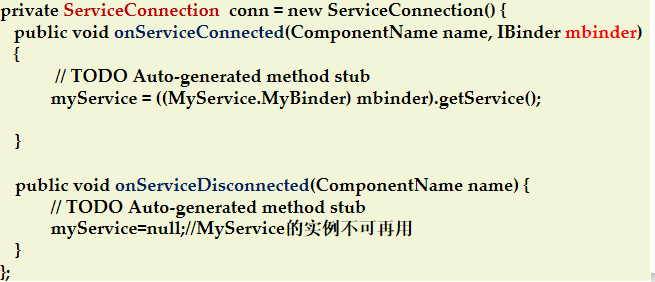 private ServiceConnection conn = new ServiceConnection() {
public void onServiceConnected(ComponentName name, IBinder mbinder)
{
// TODO Auto-generated method stub
myService = ((MyService.MyBinder) mbinder).getService();
}
public void onServiceDisconnected(ComponentName name) {
// TODO Auto-generated method stub
myService=null;//MyService的实例不可再用
}
};